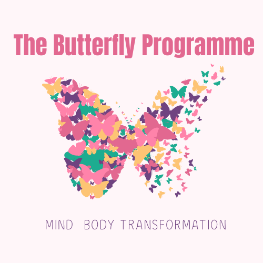 The Butterfly Programme
MIND BODY TRANSFORMATION